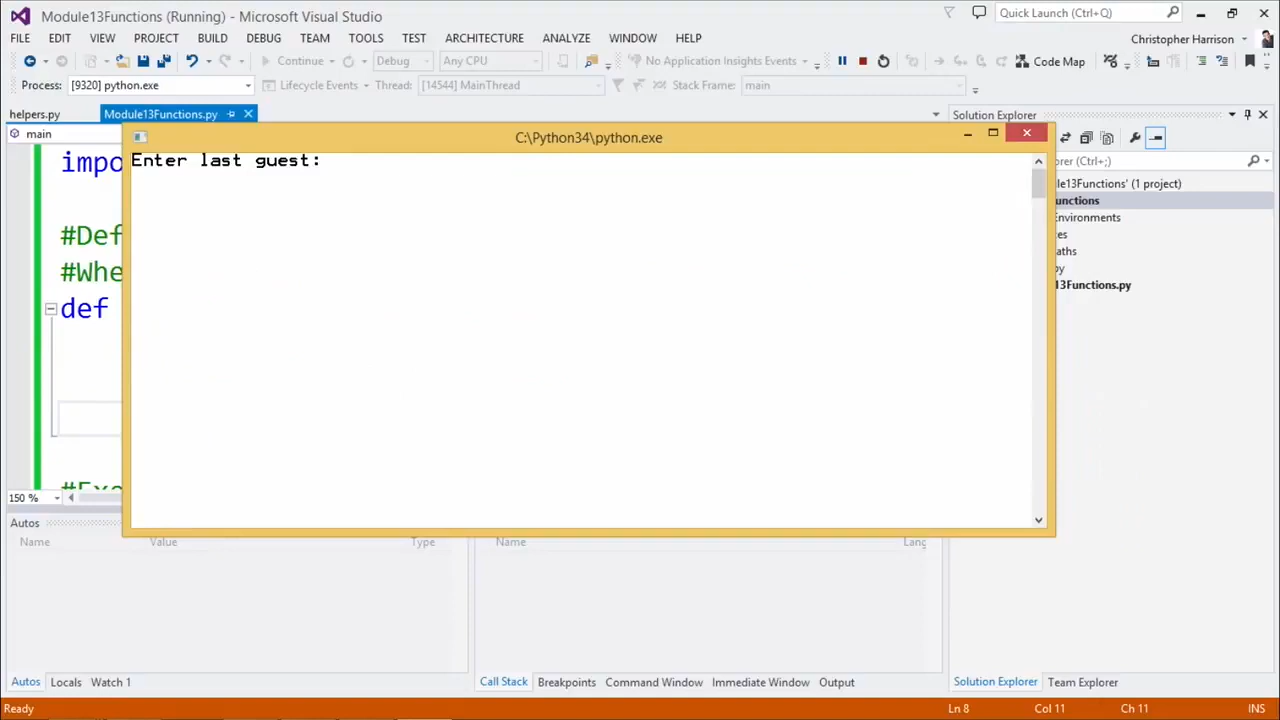 Module13Functions (Running) - Microsoft Visual Studio
Quick Launch (Ctrl+Q)
FILE EDIT VIEW PROJECT BUILD DEBUG TEAM TOOLS TEST ARCHITECTURE ANALYZE WINDOW HELP
Christopher Harrison
Continue Debug Any CPU No Application Insights Events Code Map
Process: [9320] python.exe Lifecycle Events Thread: [14544] MainThread Stack Frame: main
helpers.py Module13Functions.py Solution Explorer
main
C:\Python34\python.exe
Enter last guest:
impo
#Def
#Whe
def
#Exe
orer (Ctrl+;)
le13Functions' (1 project)
unctions
Environments
ces
aths
py
13Functions.py
150 %
Autos
Name Value Type
Name Lang
Autos Locals Watch 1
Call Stack Breakpoints Command Window Immediate Window Output
Solution Explorer Team Explorer
Ready Ln 8 Col 11 Ch 11 INS